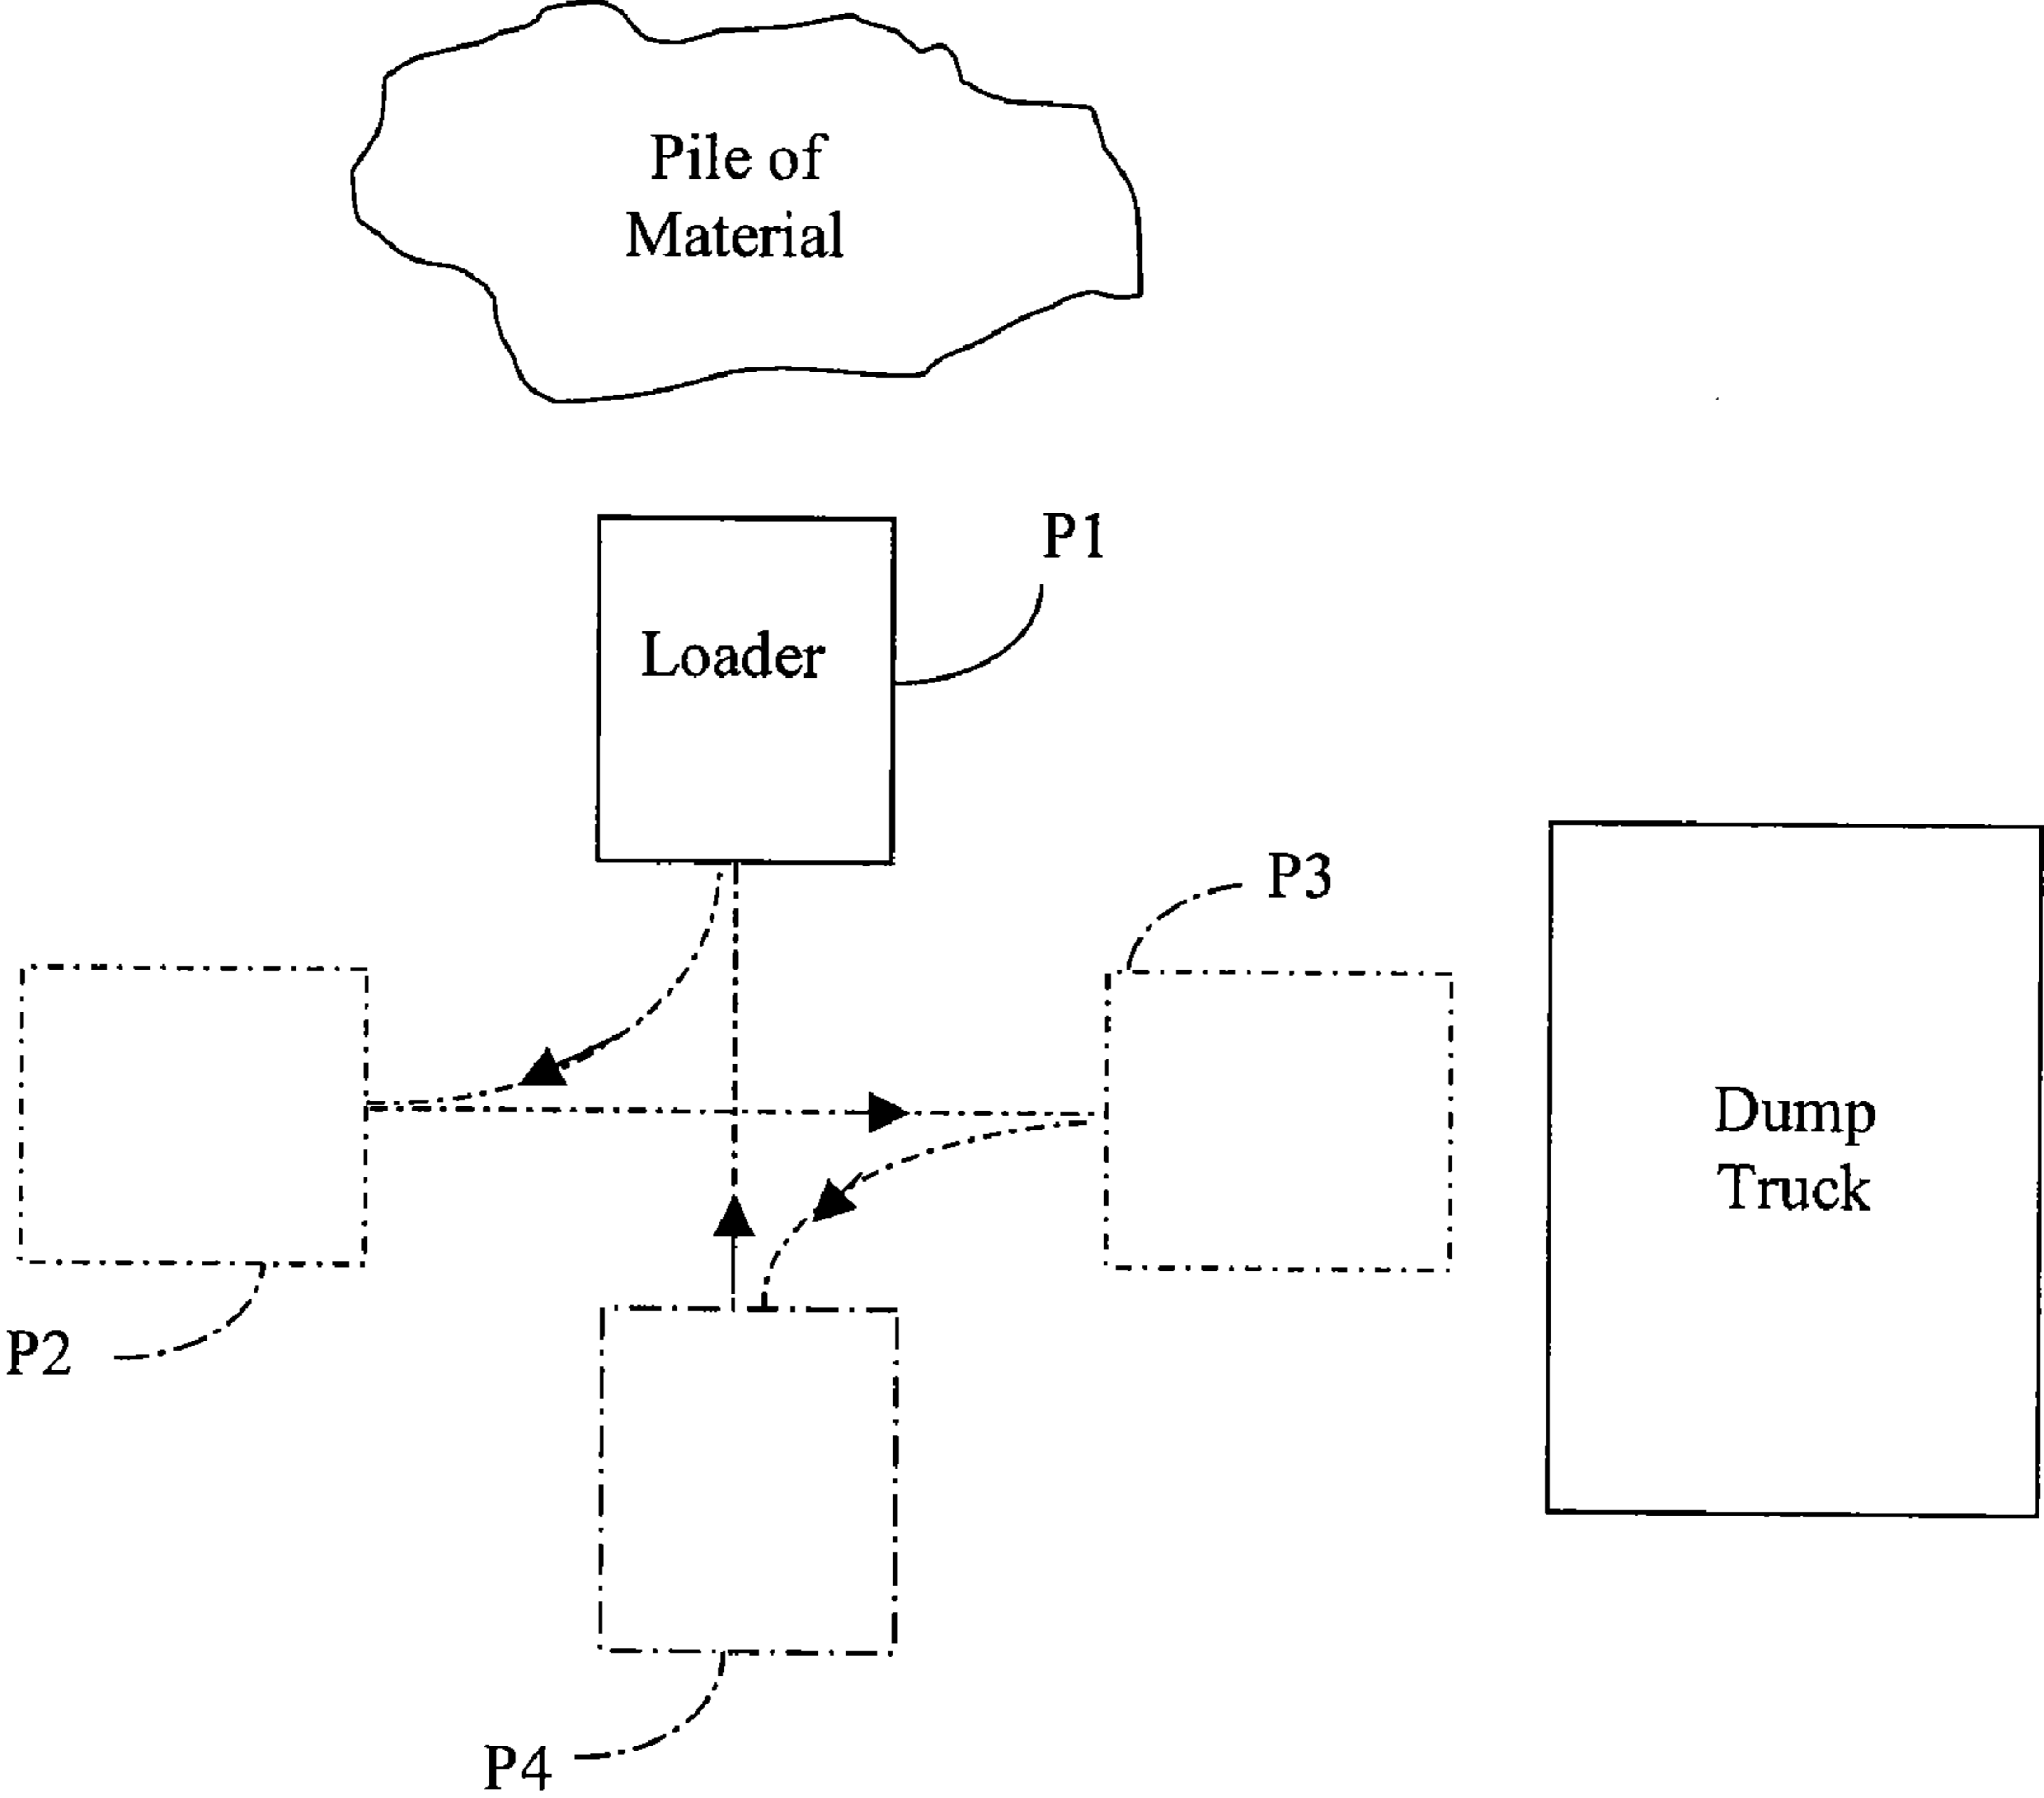 Pile of
Material
P1
Loader
P3
Dump
Truck
P2
P4